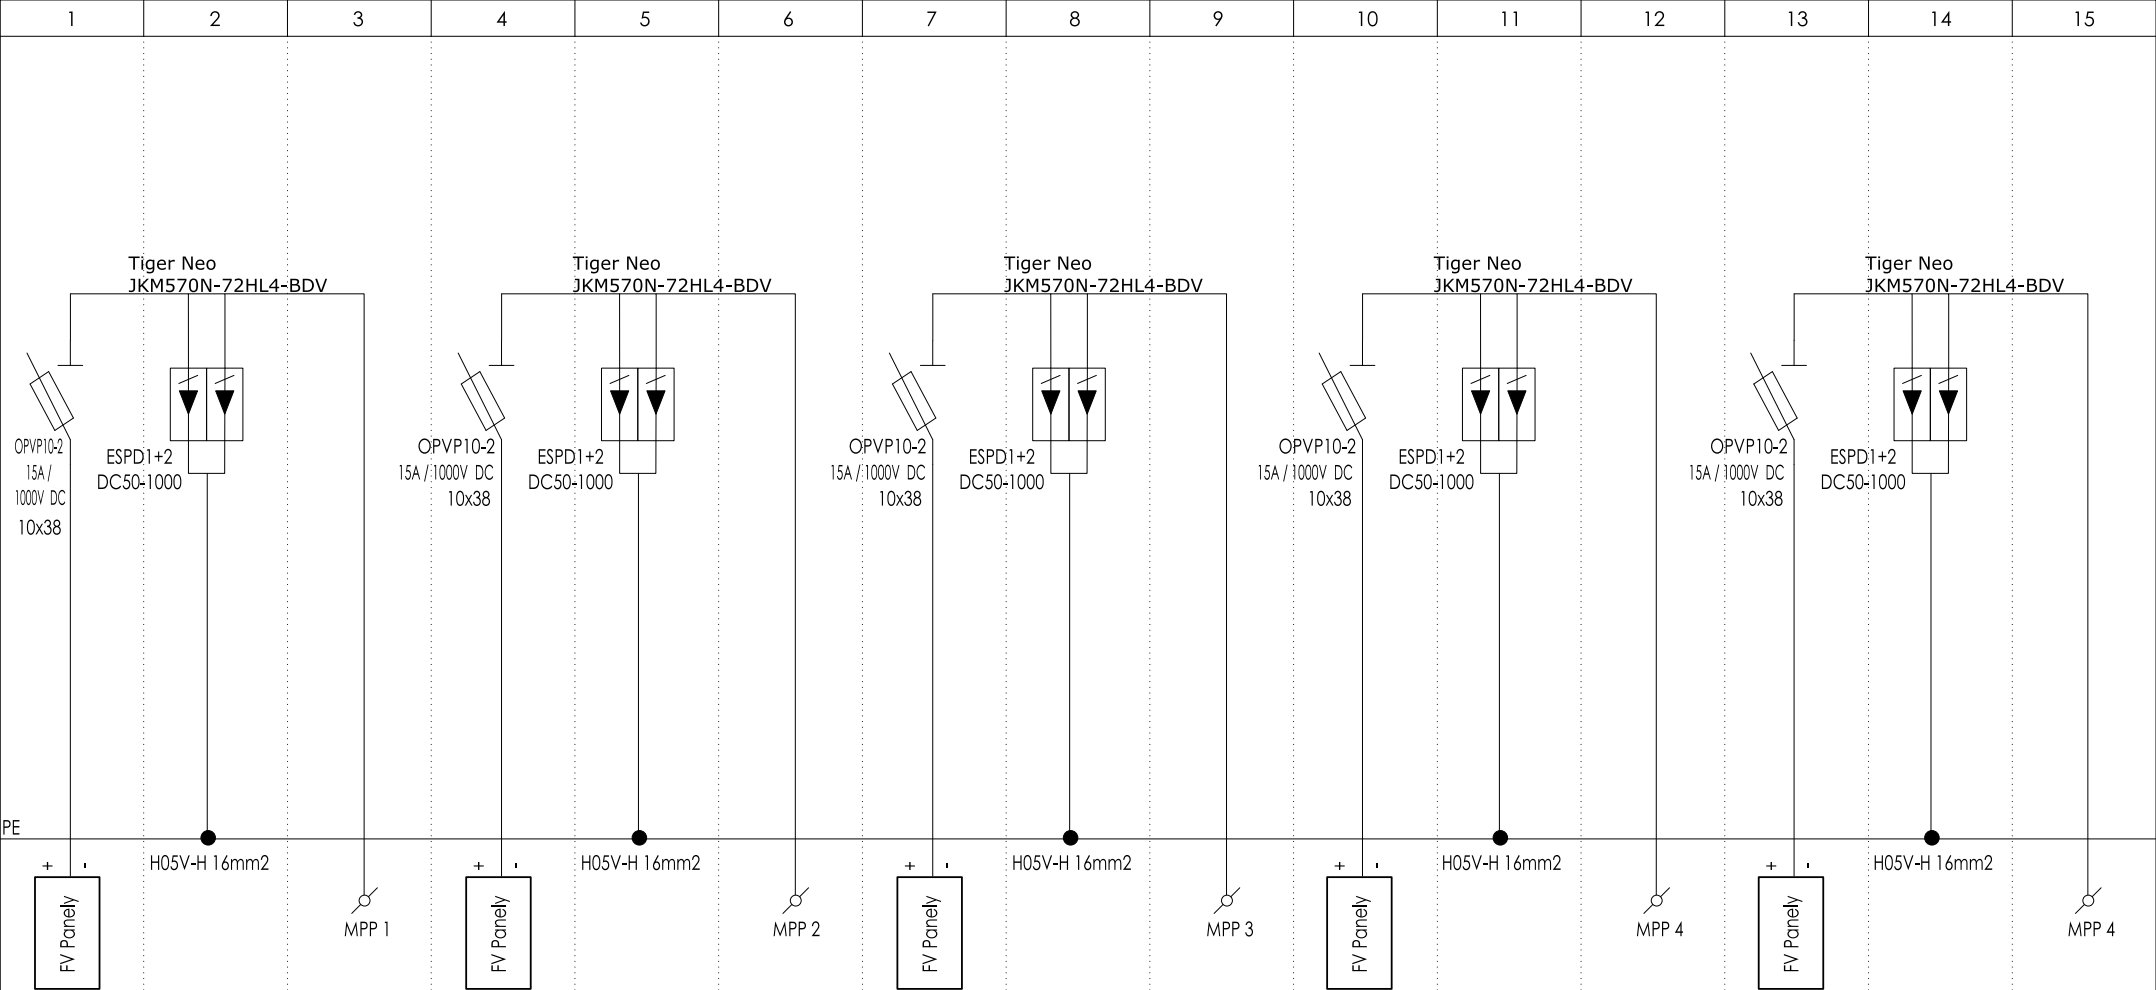 1 2 3 4 5 6 7 8 9 10 11 12 13 14 15
Tiger Neo
JKM570N-72HL4-BDV
Tiger Neo
JKM570N-72HL4-BDV
Tiger Neo
JKM570N-72HL4-BDV
Tiger Neo
JKM570N-72HL4-BDV
Tiger Neo
JKM570N-72HL4-BDV
OPVP10-2
15A /
1000V DC
10x38
ESPD1+2
DC50-1000
OPVP10-2
15A / 1000V DC
10x38
ESPD1+2
DC50-1000
OPVP10-2
15A / 1000V DC
10x38
ESPD1+2
DC50-1000
OPVP10-2
15A / 1000V DC
10x38
ESPD1+2
DC50-1000
OPVP10-2
15A / 1000V DC
10x38
ESPD1+2
DC50-1000
PE
+ -
H05V-H 16mm2
+ -
H05V-H 16mm2
+ -
H05V-H 16mm2
+ -
H05V-H 16mm2
+ -
H05V-H 16mm2
FV Panely
MPP 1
FV Panely
MPP 2
FV Panely
MPP 3
FV Panely
MPP 4
FV Panely
MPP 4